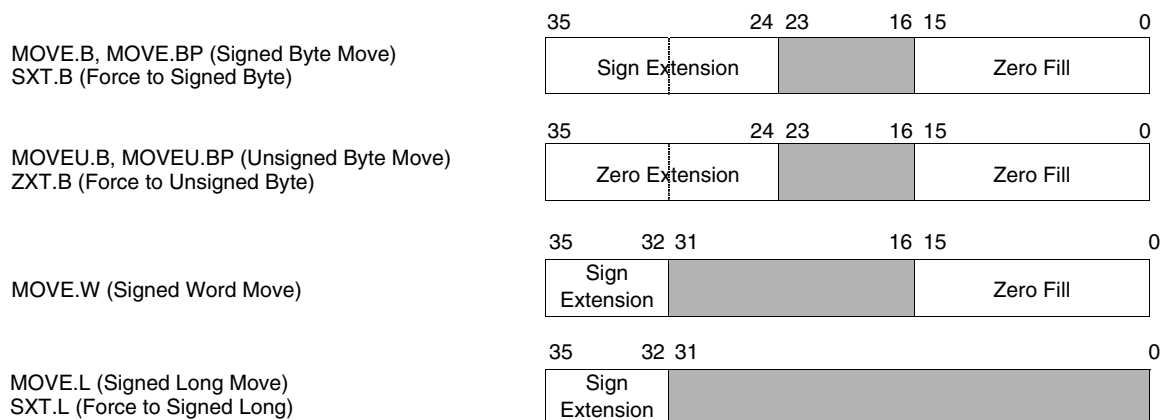 35 24 23 16 15 0
MOVE.B, MOVE.BP (Signed Byte Move)
SXT.B (Force to Signed Byte)
Sign Extension Zero Fill
35 24 23 16 15 0
MOVEU.B, MOVEU.BP (Unsigned Byte Move)
ZXT.B (Force to Unsigned Byte)
Zero Extension Zero Fill
35 32 31 16 15 0
MOVE.W (Signed Word Move)
Sign
Extension
Zero Fill
35 32 31 0
MOVE.L (Signed Long Move)
SXT.L (Force to Signed Long)
Sign
Extension